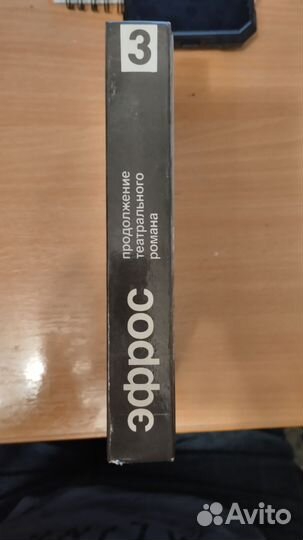 эфрос
продолжение
театрального
романа
3
Avito